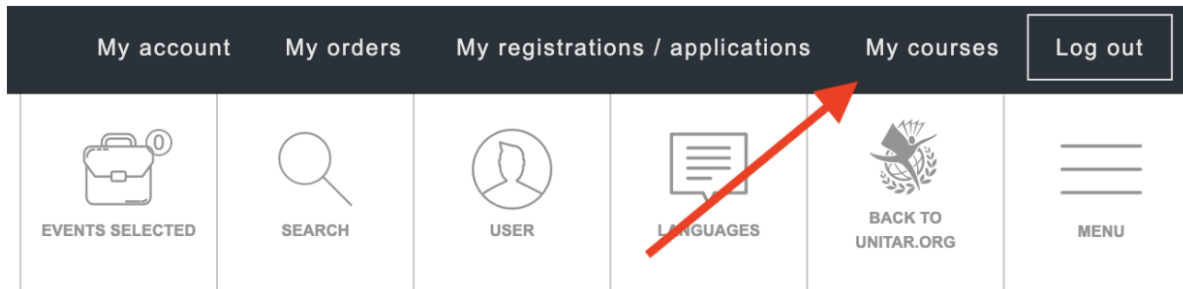 My account My orders My registrations / applications My courses Log out
0
EVENTS SELECTED SEARCH USER LANGUAGES BACK TO UNITAR.ORG MENU